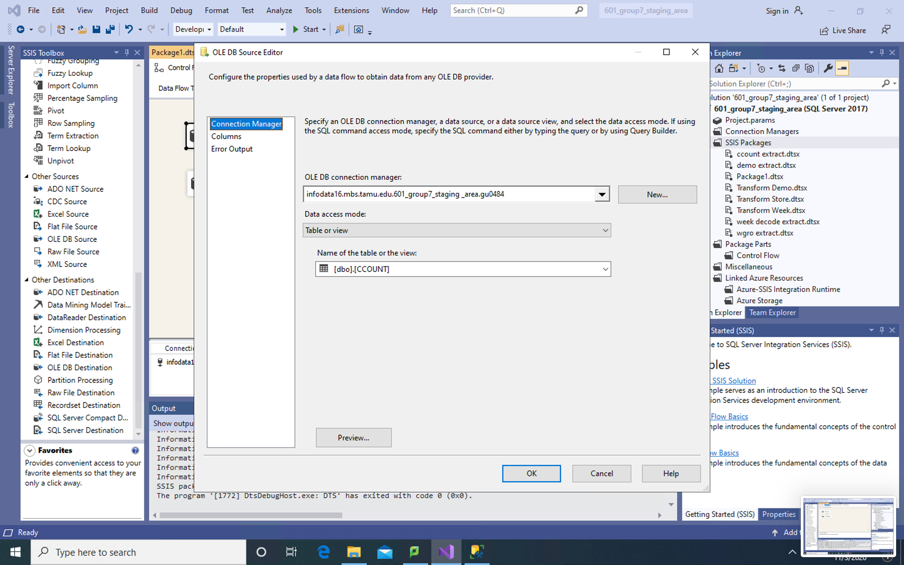 File Edit View Project Build Debug Format Test Analyze Tools Extensions Window Help Search (Ctrl+Q) 601_group7_staging_area Sign in
Develop Default Start Live Share
Server Explorer
Toolbox
SSIS Toolbox
Fuzzy Grouping
Fuzzy Lookup
Import Column
Percentage Sampling
Pivot
Row Sampling
Term Extraction
Term Lookup
Unpivot
Other Sources
ADO NET Source
CDC Source
Excel Source
Flat File Source
OLE DB Source
Raw File Source
XML Source
Other Destinations
ADO NET Destination
Data Mining Model Trai...
DataReader Destination
Dimension Processing
Excel Destination
Flat File Destination
OLE DB Destination
Partition Processing
Raw File Destination
Recordset Destination
SQL Server Compact D...
SQL Server Destination
Favorites
Provides convenient access to your
favorite elements so that they are
only a click away.
Package1.dts
Control F
Data Flow T
Connectio
infodata1
Output
Show outpu
Informati
Informati
Informati
Informati
Informati
SSIS pack
The program '[1772] DtsDebugHost.exe: DTS' has exited with code 0 (0x0).
OLE DB Source Editor
Configure the properties used by a data flow to obtain data from any OLE DB provider.
Connection Manager
Columns
Error Output
Specify an OLE DB connection manager, a data source, or a data source view, and select the data access mode. If using
the SQL command access mode, specify the SQL command either by typing the query or by using Query Builder.
OLE DB connection manager:
infodata16.mbs.tamu.edu.601_group7_staging _area.gu0484
New...
Data access mode:
Table or view
Name of the table or the view:
[dbo].[CCOUNT]
Preview...
OK Cancel Help
n Explorer
Solution Explorer (Ctrl+;)
olution '601_group7_staging_area' (1 of 1 project)
601_group7_staging_area (SQL Server 2017)
Project.params
Connection Managers
SSIS Packages
ccount extract.dtsx
demo extract.dtsx
Package1.dtsx
Transform Demo.dtsx
Transform Store.dtsx
Transform Week.dtsx
week decode extract.dtsx
wgro extract.dtsx
Package Parts
Control Flow
Miscellaneous
Linked Azure Resources
Azure-SSIS Integration Runtime
Azure Storage
n Explorer Team Explorer
Started (SSIS)
e to SQL Server Integration Services (SSIS).
ples
SSIS Solution
mple serves as an introduction to the SQL Server
tion Services development environment.
Flow Basics
mple introduces the fundamental concepts of the control
w Basics
mple introduces the fundamental concepts of the data
Getting Started (SSIS) Properties
Ready
Type here to search